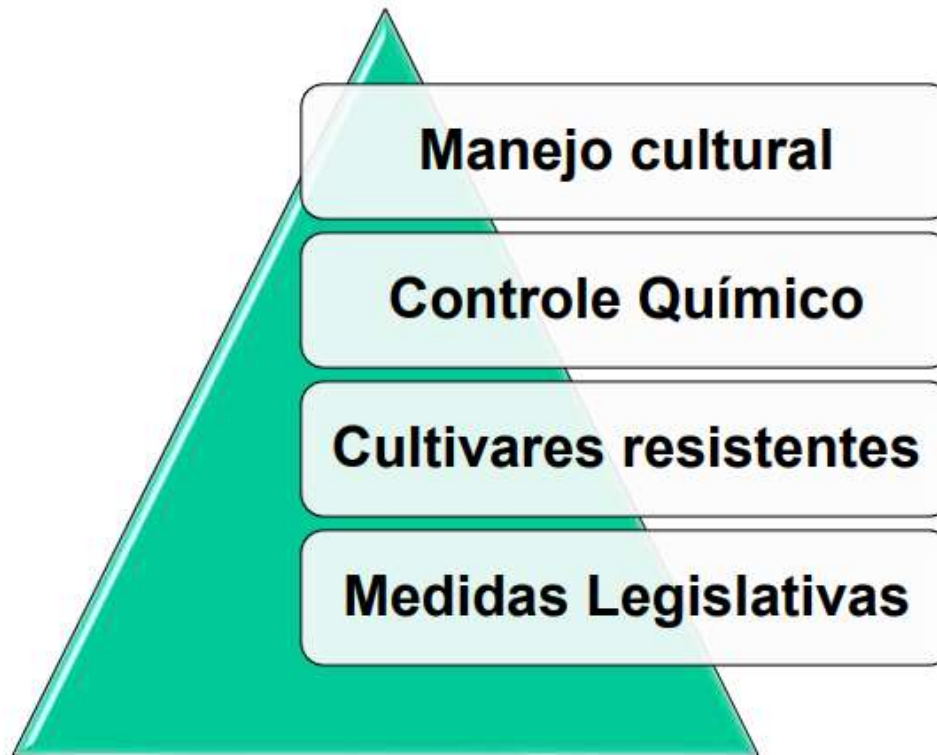 Manejo cultural
Controle Químico
Cultivares resistentes
Medidas Legislativas